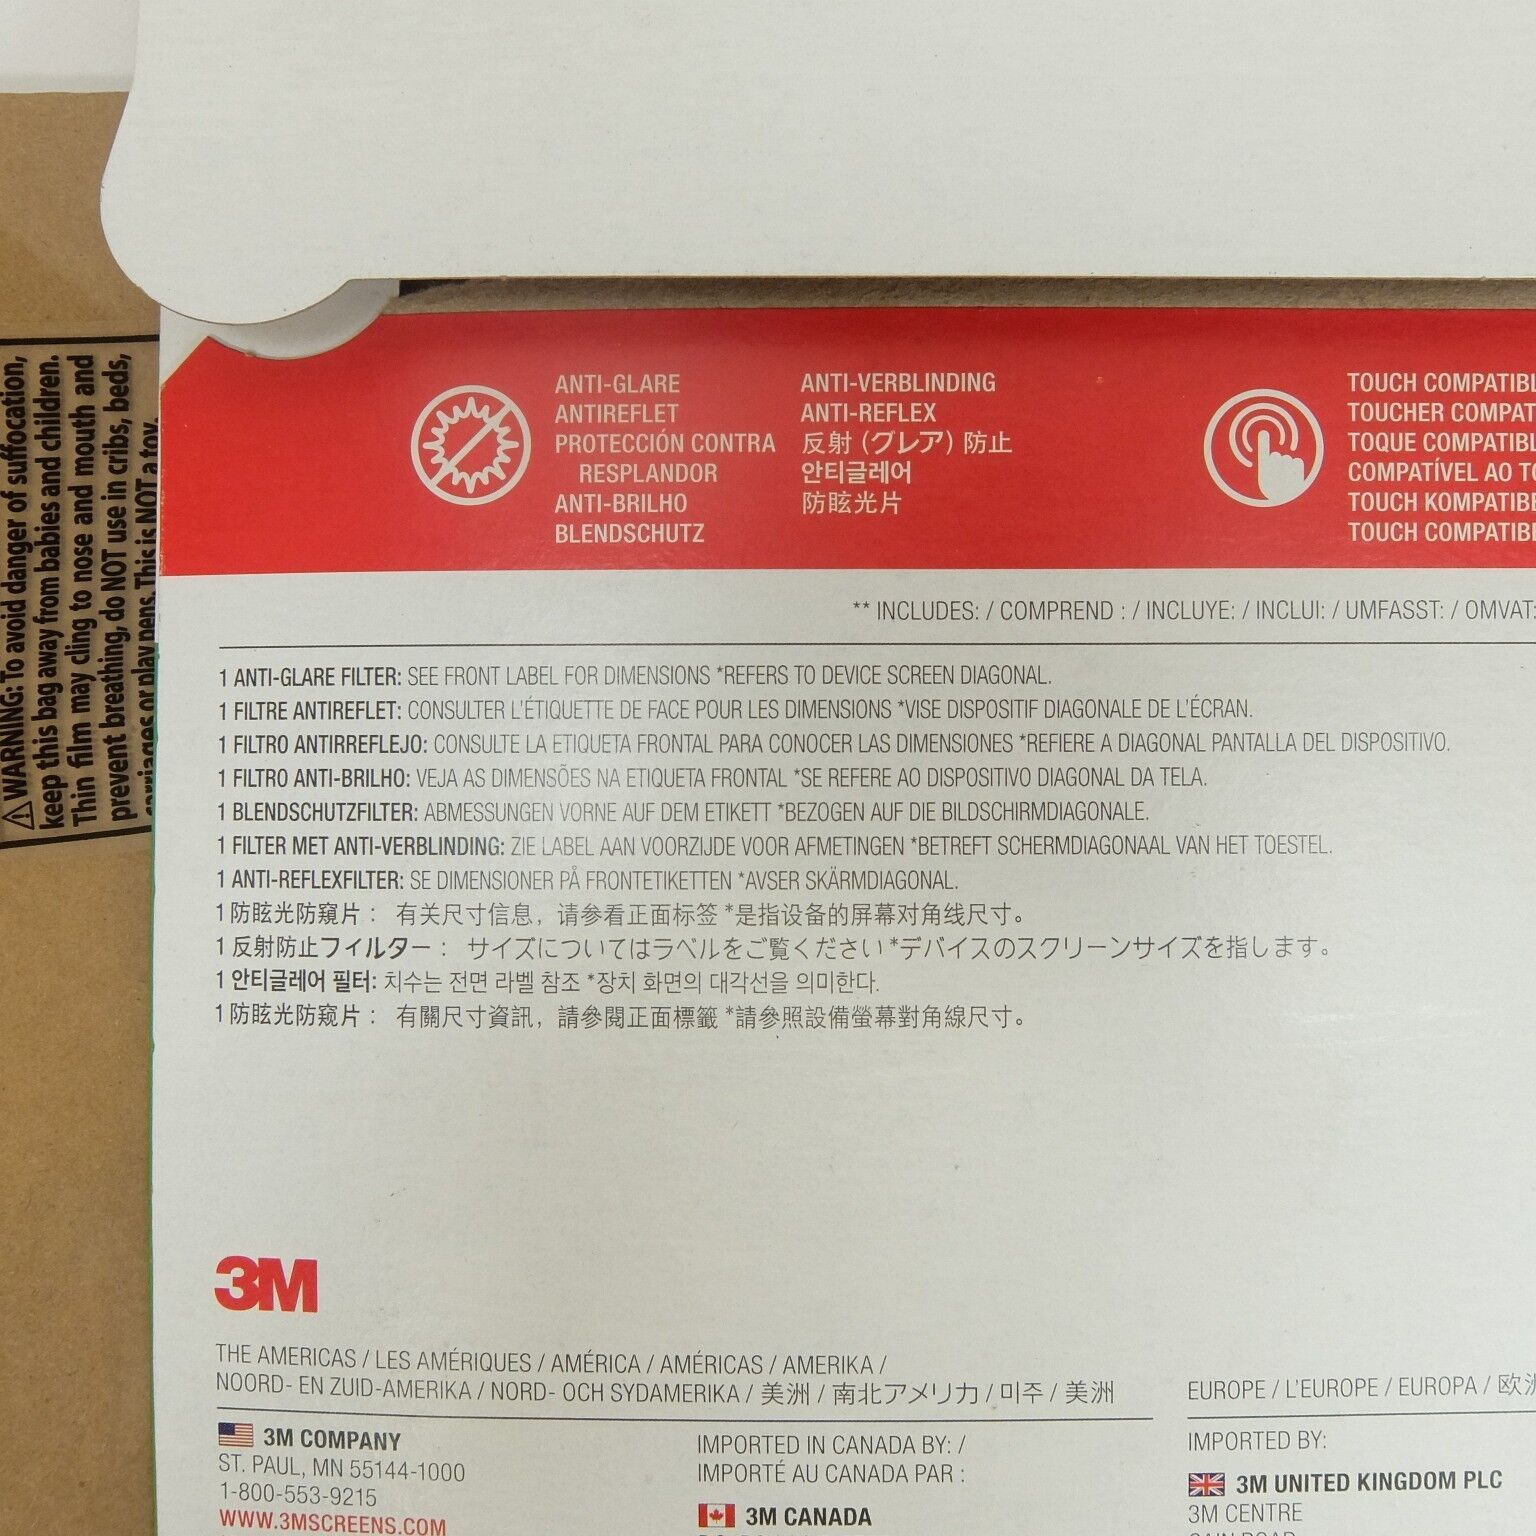 ⚠WARNING: To avoid danger of suffocation,
keep this bag away from babies and children.
Thin film may cling to nose and mouth and
prevent breathing, do NOT use in cribs, beds,
carriages or play pens. This is NOT a toy.
ANTI-GLARE
ANTIREFLET
PROTECCIÓN CONTRA
RESPLANDOR
ANTI-BRILHO
BLENDSCHUTZ
ANTI-VERBLINDING
ANTI-REFLEX
反射（グレア）防止
안티글레어
防眩光片
TOUCH
TOUCHER
TOQUE
COMPATÍVEL AO
TOUCH
TOUCH
** INCLUDES: / COMPREND : / INCLUYE: / INCLUI: / UMFASST: / OMVAT:
1 ANTI-GLARE FILTER: SEE FRONT LABEL FOR DIMENSIONS *REFERS TO DEVICE SCREEN DIAGONAL.
1 FILTRE ANTIREFLET: CONSULTER L'ÉTIQUETTE DE FACE POUR LES DIMENSIONS *VISE DISPOSITIF DIAGONALE DE L'ÉCRAN.
1 FILTRO ANTIRREFLEJO: CONSULTE LA ETIQUETA FRONTAL PARA CONOCER LAS DIMENSIONES *REFIERE A DIAGONAL PANTALLA DEL DISPOSITIVO.
1 FILTRO ANTI-BRILHO: VEJA AS DIMENSÕES NA ETIQUETA FRONTAL *SE REFERE AO DISPOSITIVO DIAGONAL DA TELA.
1 BLENDSCHUTZFILTER: ABMESSUNGEN VORNE AUF DEM ETIKETT *BEZOGEN AUF DIE BILDSCHIRMDIAGONALE.
1 FILTER MET ANTI-VERBLINDING: ZIE LABEL AAN VOORZIJDE VOOR AFMETINGEN *BETREFT SCHERMDIAGONAAL VAN HET TOESTEL.
1 ANTI-REFLEXFILTER: SE DIMENSIONER PÅ FRONTETIKETTEN *AVSER SKÄRMDIAGONAL.
1 防眩光防窥片： 有关尺寸信息，请参看正面标签 *是指设备的屏幕对角线尺寸。
1 反射防止フィルター： サイズについてはラベルをご覧ください *デバイスのスクリーンサイズを指します。
1 안티글레어 필터: 치수는 전면 라벨 참조 *장치 화면의 대각선을 의미한다.
1 防眩光防窺片： 有關尺寸資訊，請參閱正面標籤 *請參照設備螢幕對角線尺寸。
3M
THE AMERICAS / LES AMÉRIQUES / AMÉRICA / AMÉRICAS / AMERIKA /
NOORD- EN ZUID-AMERIKA / NORD- OCH SYDAMERIKA / 美洲 / 南北アメリカ / 미주 / 美洲
3M COMPANY
ST. PAUL, MN 55144-1000
1-800-553-9215
WWW.3MSCREENS.COM
IMPORTED IN CANADA BY: /
IMPORTÉ AU CANADA PAR :
3M CANADA
EUROPE / L'EUROPE / EUROPA /
IMPORTED BY:
3M UNITED KINGDOM PLC
3M CENTRE